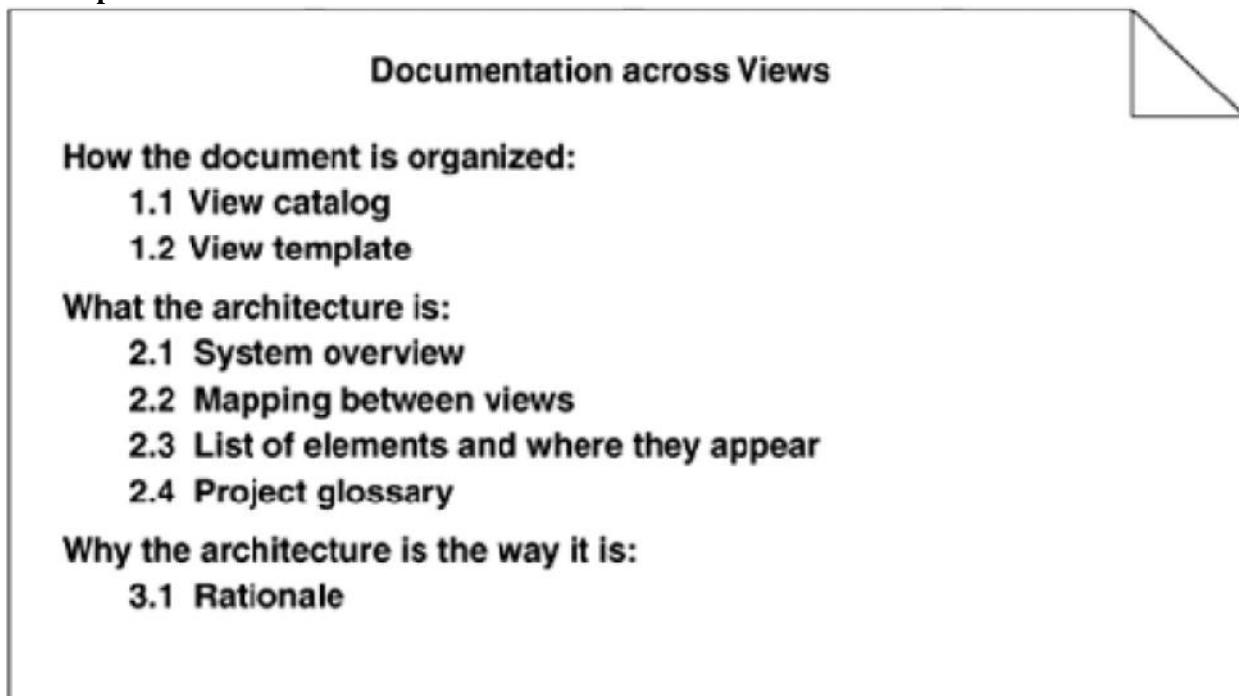 Documentation across Views
How the document is organized:
1.1 View catalog
1.2 View template
What the architecture is:
2.1 System overview
2.2 Mapping between views
2.3 List of elements and where they appear
2.4 Project glossary
Why the architecture is the way it is:
3.1 Rationale